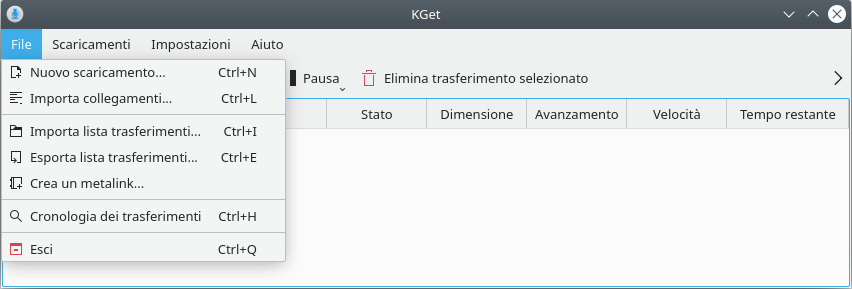 KGet
File Scaricamenti Impostazioni Aiuto
Pausa Elimina trasferimento selezionato
Stato Dimensione Avanzamento Velocità Tempo restante
Nuovo scaricamento... Ctrl+N
Importa collegamenti... Ctrl+L
Importa lista trasferimenti... Ctrl+I
Esporta lista trasferimenti... Ctrl+E
Crea un metalink...
Cronologia dei trasferimenti Ctrl+H
Esci Ctrl+Q